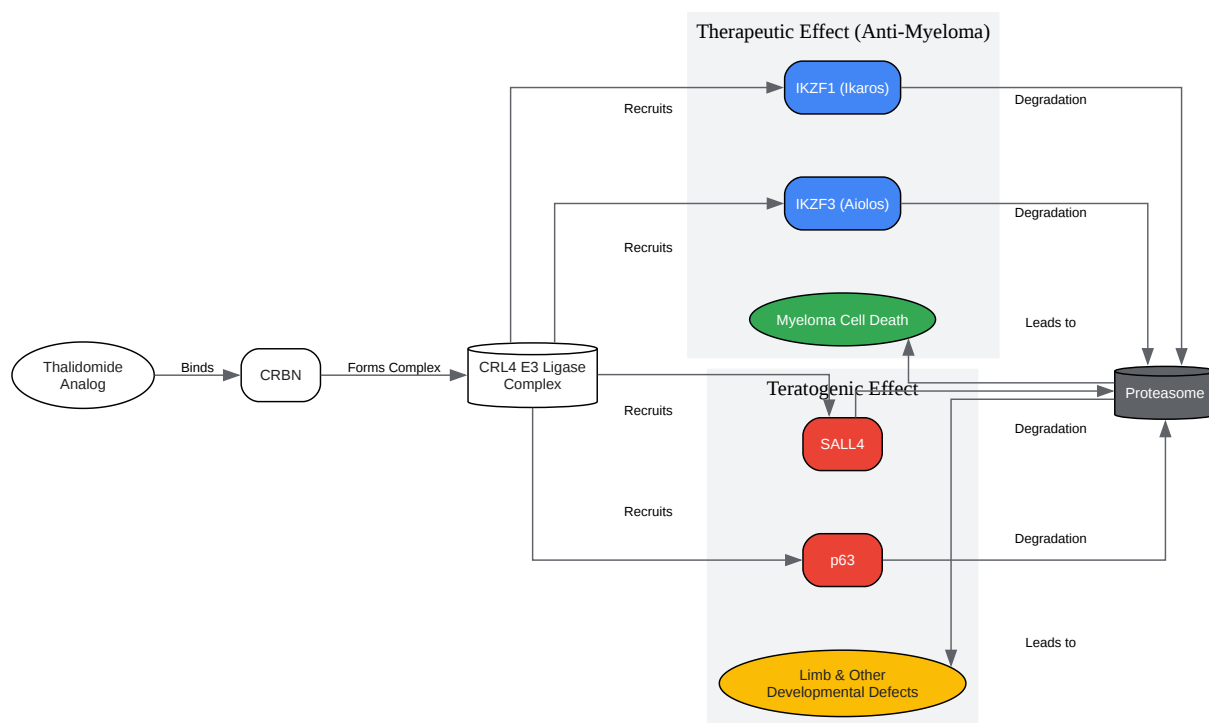 Therapeutic Effect (Anti-Myeloma)
IKZF1 (Ikaros)
Recruits
Degradation
IKZF3 (Aiolos)
Recruits
Degradation
Myeloma Cell Death
Leads to
Thalidomide
Analog
Binds
CRBN
Forms Complex
CRL4 E3 Ligase
Complex
Teratogenic Effect
Proteasome
Recruits
Degradation
SALL4
Recruits
Degradation
p63
Leads to
Limb & Other
Developmental Defects